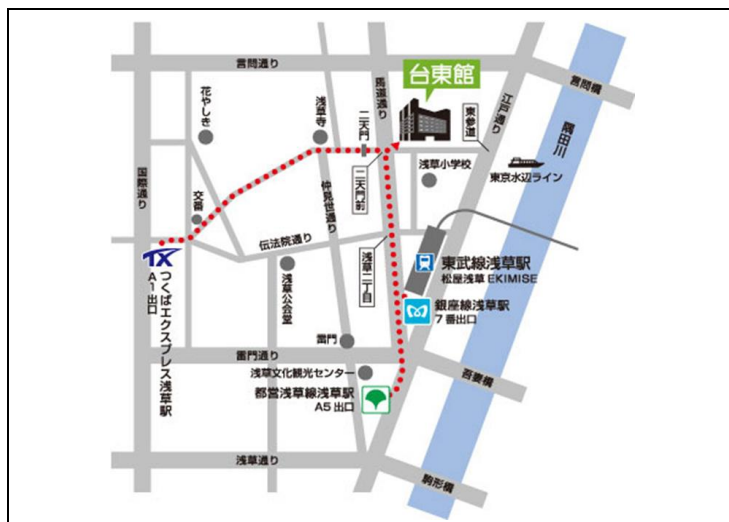 台東館
言問通り
言問橋
馬道通り
江戸通り
東参道
隅田川
花やしき
浅草寺
二天門
二天門前
浅草小学校
東京水辺ライン
国際通り
交番
仲見世通り
伝法院通り
浅草二丁目
TX
つくばエクスプレス浅草駅
A1出口
浅草公会堂
東武線浅草駅
松屋浅草 EKIMISE
銀座線浅草駅
7番出口
雷門
雷門通り
浅草文化観光センター
都営浅草線浅草駅
A5出口
吾妻橋
浅草通り
駒形橋